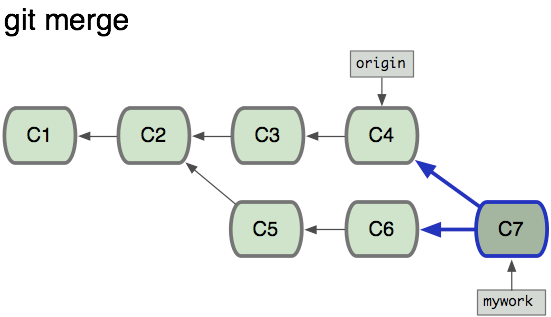 git merge
origin
C1 C2 C3 C4
C5 C6 C7
mywork